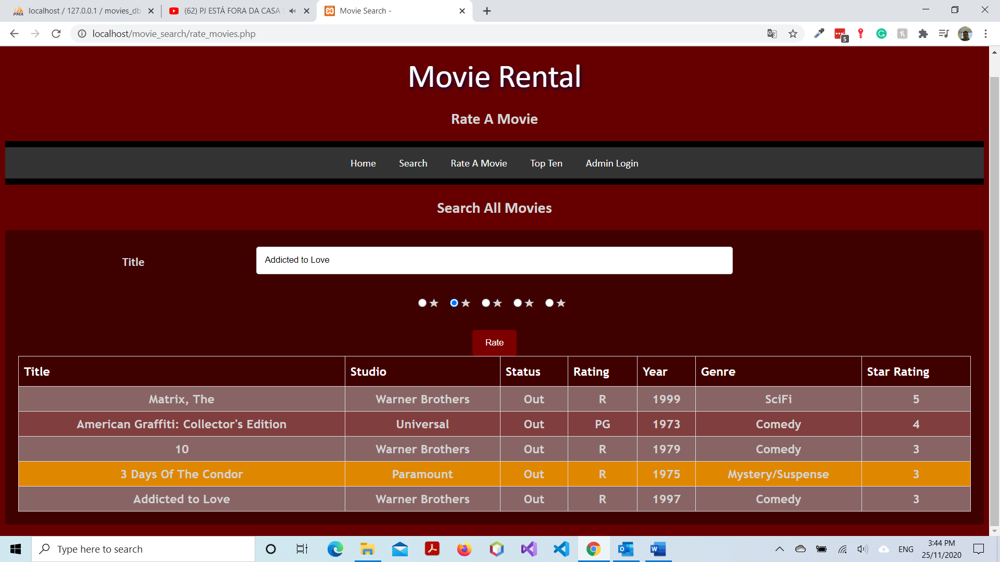 localhost / 127.0.0.1 / movies_db
(62) PJ ESTÁ FORA DA CASA
Movie Search -
localhost/movie_search/rate_movies.php
5
Movie Rental
Rate A Movie
Home Search Rate A Movie Top Ten Admin Login
Search All Movies
Title Addicted to Love
Rate
Title Studio Status Rating Year Genre Star Rating
Matrix, The Warner Brothers Out R 1999 SciFi 5
American Graffiti: Collector's Edition Universal Out PG 1973 Comedy 4
10 Warner Brothers Out R 1979 Comedy 3
3 Days Of The Condor Paramount Out R 1975 Mystery/Suspense 3
Addicted to Love Warner Brothers Out R 1997 Comedy 3
Type here to search
ENG
3:44 PM
25/11/2020